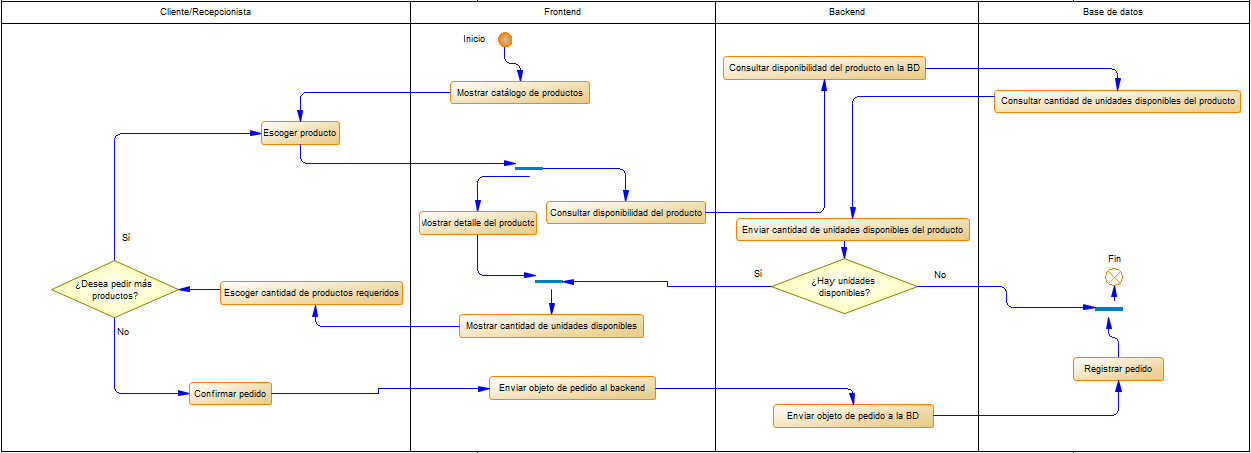 Cliente/Recepcionista
Frontend
Backend
Base de datos
Inicio
Mostrar catálogo de productos
Escoger producto
Consultar disponibilidad del producto en la BD
Consultar cantidad de unidades disponibles del producto
Mostrar detalle del producto
Consultar disponibilidad del producto
Enviar cantidad de unidades disponibles del producto
Sí
¿Desea pedir más
productos?
No
Escoger cantidad de productos requeridos
Mostrar cantidad de unidades disponibles
Sí
¿Hay unidades
disponibles?
No
Fin
Registrar pedido
Confirmar pedido
Enviar objeto de pedido al backend
Enviar objeto de pedido a la BD